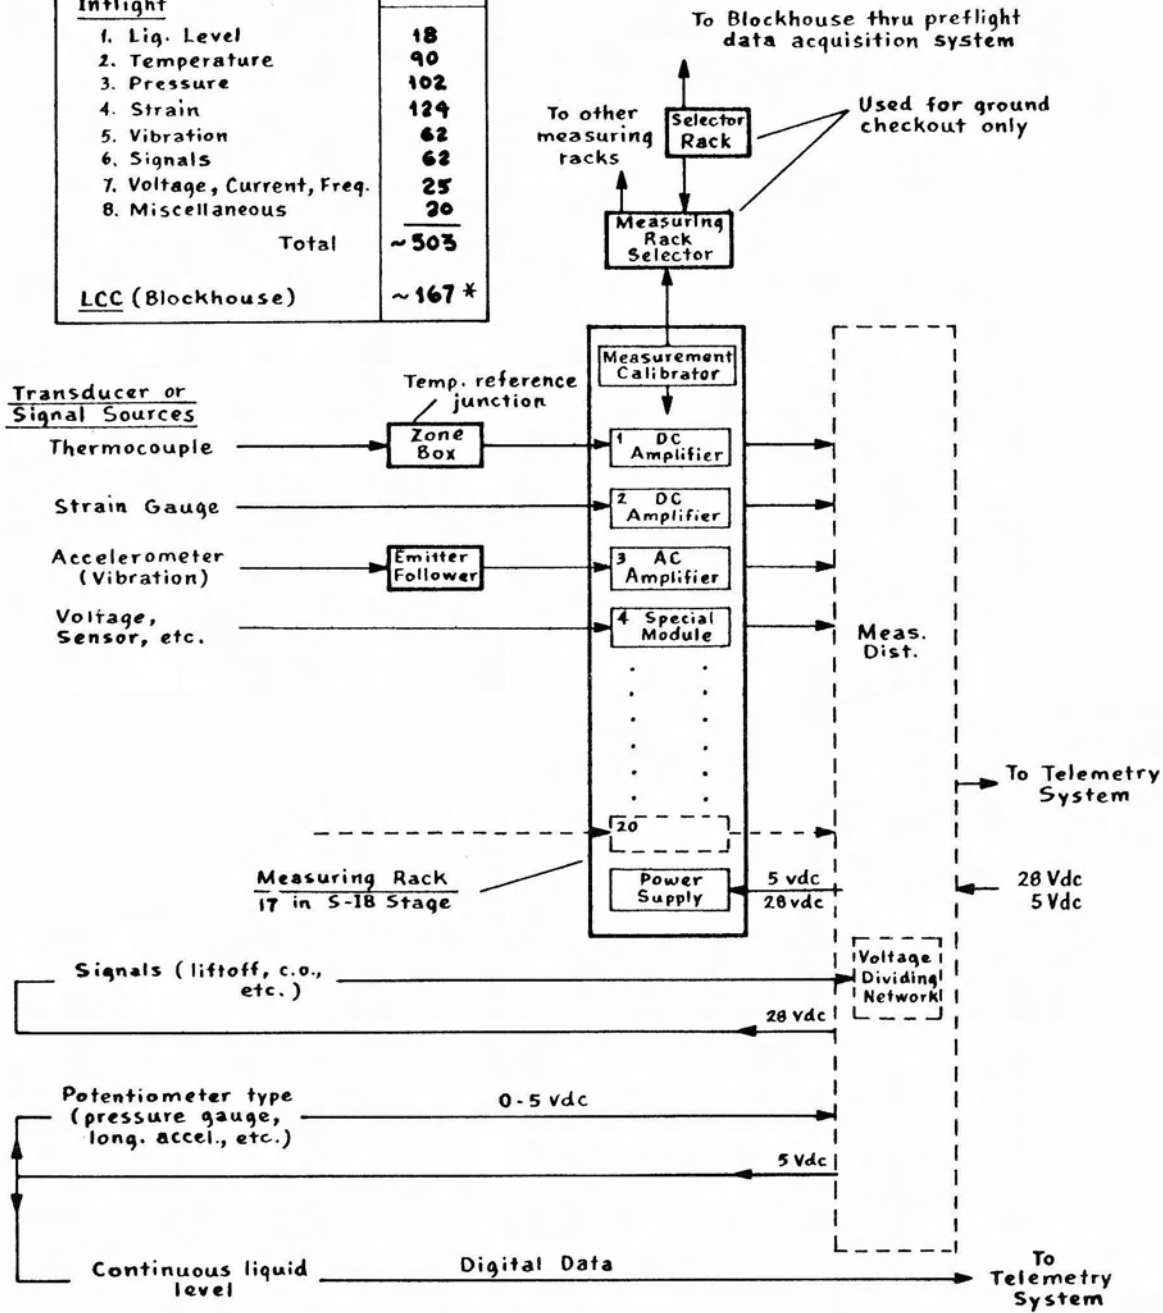 Inflight
1. Liq. Level 18
2. Temperature 90
3. Pressure 102
4. Strain 124
5. Vibration 62
6. Signals 62
7. Voltage, Current, Freq. 25
8. Miscellaneous 20
Total ~503
LCC (Blockhouse) ~167 *
To Blockhouse thru preflight
data acquisition system
To other
measuring
racks
Selector
Rack
Used for ground
checkout only
Measuring
Rack
Selector
Measurement
Calibrator
Transducer or
Signal Sources
Temp. reference
junction
Thermocouple
Zone
Box
1 DC
Amplifier
Strain Gauge
2 DC
Amplifier
Accelerometer
(Vibration)
Emitter
Follower
3 AC
Amplifier
Voltage,
Sensor, etc.
4 Special
Module
Meas.
Dist.
To Telemetry
System
20
Measuring Rack
17 in S-IB Stage
Power
Supply
5 vdc
28 vdc
28 Vdc
5 Vdc
Signals (liftoff, c.o.,
etc.)
Voltage
Dividing
Network
28 Vdc
Potentiometer type
(pressure gauge,
long. accel., etc.)
0-5 vdc
5 Vdc
Continuous liquid
level
Digital Data
To
Telemetry
System